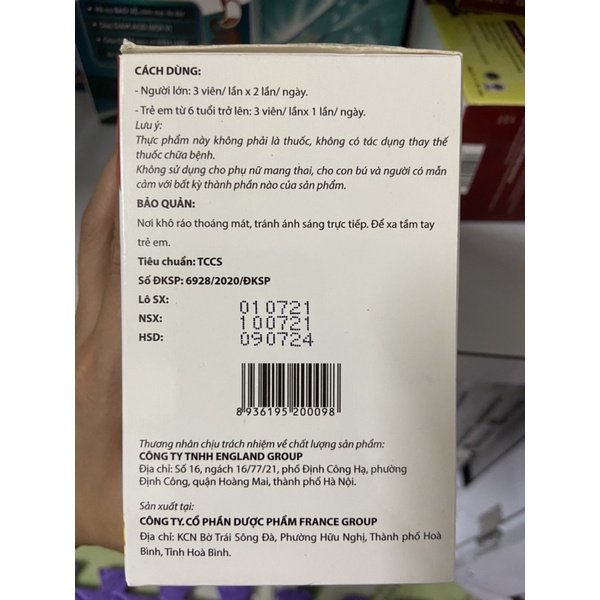 CÁCH DÙNG:
- Người lớn: 3 viên/ lần x 2 lần/ ngày.
- Trẻ em từ 6 tuổi trở lên: 3 viên/ lầnx 1 lần/ ngày.
Lưu ý:
Thực phẩm này không phải là thuốc, không có tác dụng thay thế
thuốc chữa bệnh.
Không sử dụng cho phụ nữ mang thai, cho con bú và người có mẫn
cảm với bất kỳ thành phần nào của sản phẩm.
BẢO QUẢN:
Nơi khô ráo thoáng mát, tránh ánh sáng trực tiếp. Để xa tầm tay
trẻ em.
Tiêu chuẩn: TCCS
Số ĐKSP: 6928/2020/ĐKSP
Lô SX: 010721
NSX: 100721
HSD: 090724
8 936195 200098
Thương nhân chịu trách nhiệm về chất lượng sản phẩm:
CÔNG TY TNHH ENGLAND GROUP
Địa chỉ: Số 16, ngách 16/77/21, phố Định Công Hạ, phường
Định Công, quận Hoàng Mai, thành phố Hà Nội.
Sản xuất tại:
CÔNG TY.CỔ PHẦN DƯỢC PHẨM FRANCE GROUP
Địa chỉ: KCN Bờ Trái Sông Đà, Phường Hữu Nghị, Thành phố Hoà
Bình, Tỉnh Hoà Bình.